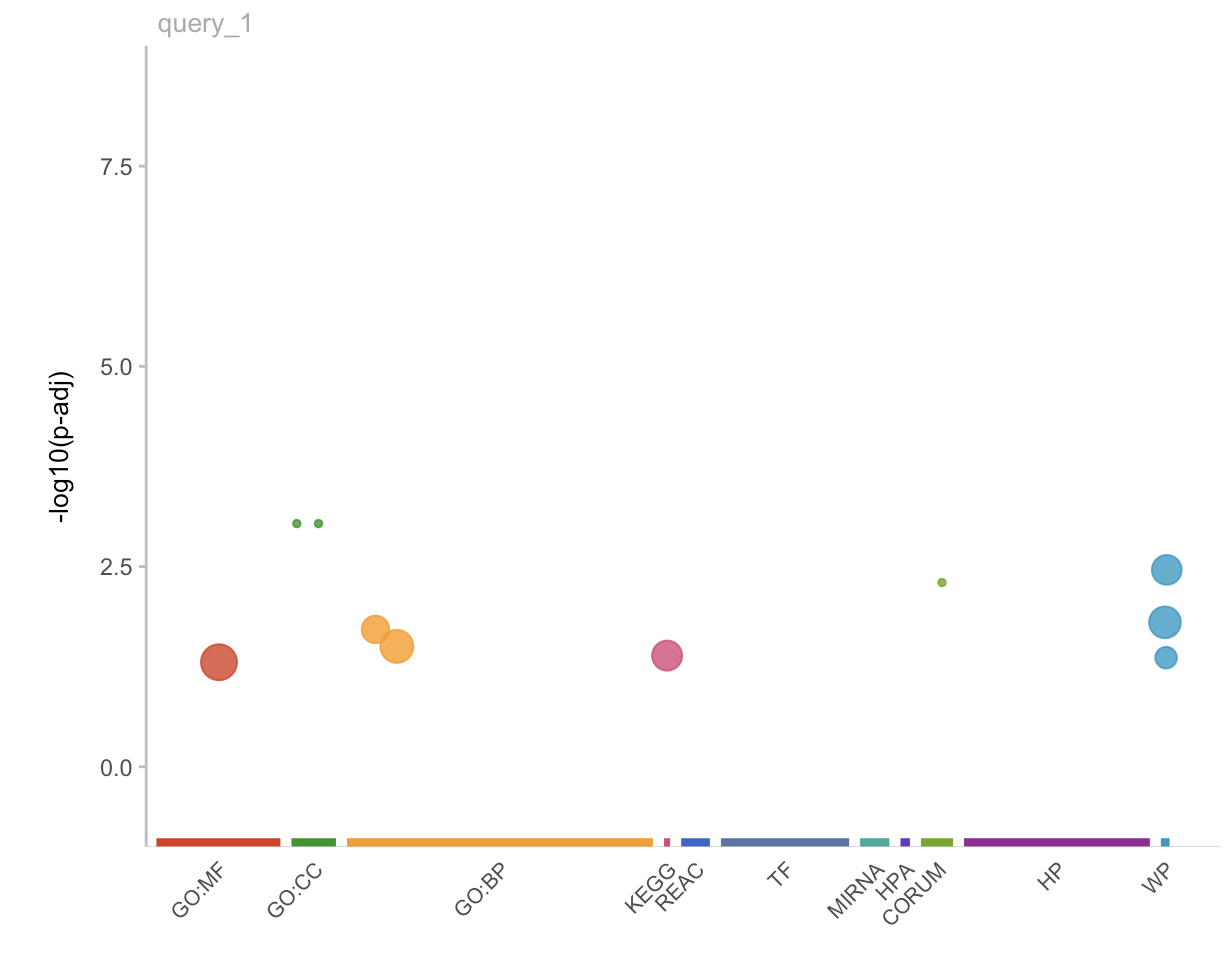 query_1
7.5
5.0
2.5
0.0
-log10(p-adj)
GO:MF
GO:CC
GO:BP
KEGG
REAC
TF
MIRNA
HPA
CORUM
HP
WP